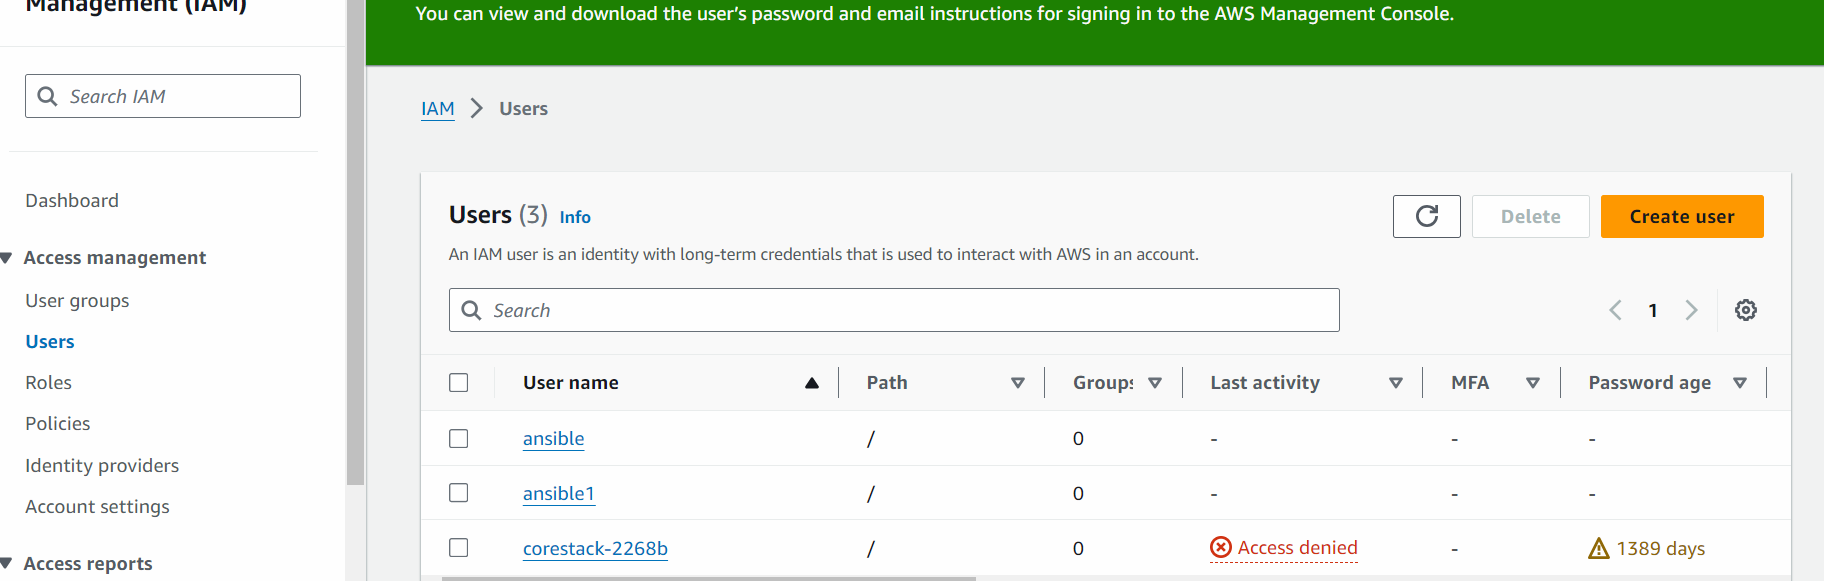 Management (IAM)
Search IAM
Dashboard
Access management
User groups
Users
Roles
Policies
Identity providers
Account settings
Access reports
You can view and download the user's password and email instructions for signing in to the AWS Management Console.
IAM > Users
Users (3) Info
Delete
Create user
An IAM user is an identity with long-term credentials that is used to interact with AWS in an account.
Search
1
User name Path Groups Last activity MFA Password age
ansible / 0 - - -
ansible1 / 0 - - -
corestack-2268b / 0 Access denied - 1389 days